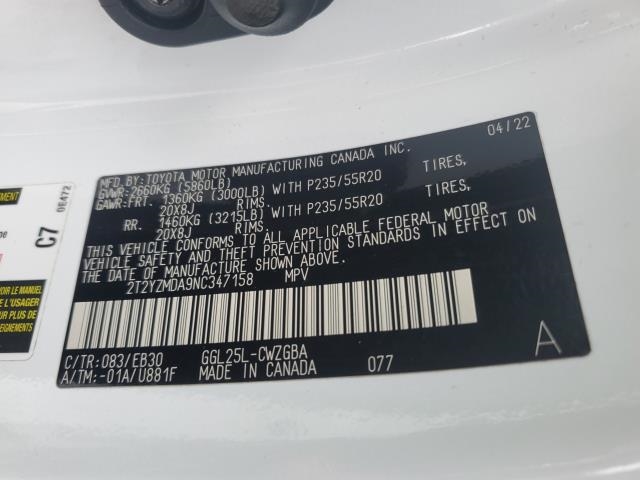 04/22
MFD.BY:TOYOTA MOTOR MANUFACTURING CANADA INC.
GVWR:2660KG (5860LB)
GAWR:FRT. 1360KG (3000LB) WITH P235/55R20 TIRES,
20X8J RIMS.
RR. 1460KG (3215LB) WITH P235/55R20 TIRES,
20X8J RIMS.
THIS VEHICLE CONFORMS TO ALL APPLICABLE FEDERAL MOTOR
VEHICLE SAFETY AND THEFT PREVENTION STANDARDS IN EFFECT ON
THE DATE OF MANUFACTURE SHOWN ABOVE.
2T2YZMDA9NC347158 MPV
C/TR:083/EB30 GGL25L-CWZGBA
A/TM:-01A/U881F MADE IN CANADA 077 A
C7
0E472
L'USAGER